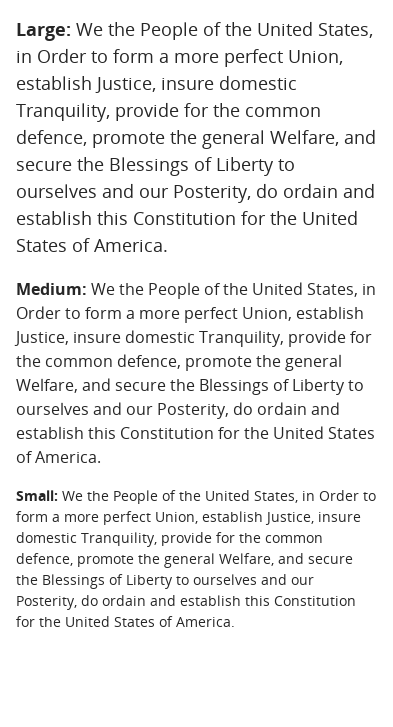 Large: We the People of the United States,
in Order to form a more perfect Union,
establish Justice, insure domestic
Tranquility, provide for the common
defence, promote the general Welfare, and
secure the Blessings of Liberty to
ourselves and our Posterity, do ordain and
establish this Constitution for the United
States of America.
Medium: We the People of the United States, in
Order to form a more perfect Union, establish
Justice, insure domestic Tranquility, provide for
the common defence, promote the general
Welfare, and secure the Blessings of Liberty to
ourselves and our Posterity, do ordain and
establish this Constitution for the United States
of America.
Small: We the People of the United States, in Order to
form a more perfect Union, establish Justice, insure
domestic Tranquility, provide for the common
defence, promote the general Welfare, and secure
the Blessings of Liberty to ourselves and our
Posterity, do ordain and establish this Constitution
for the United States of America.